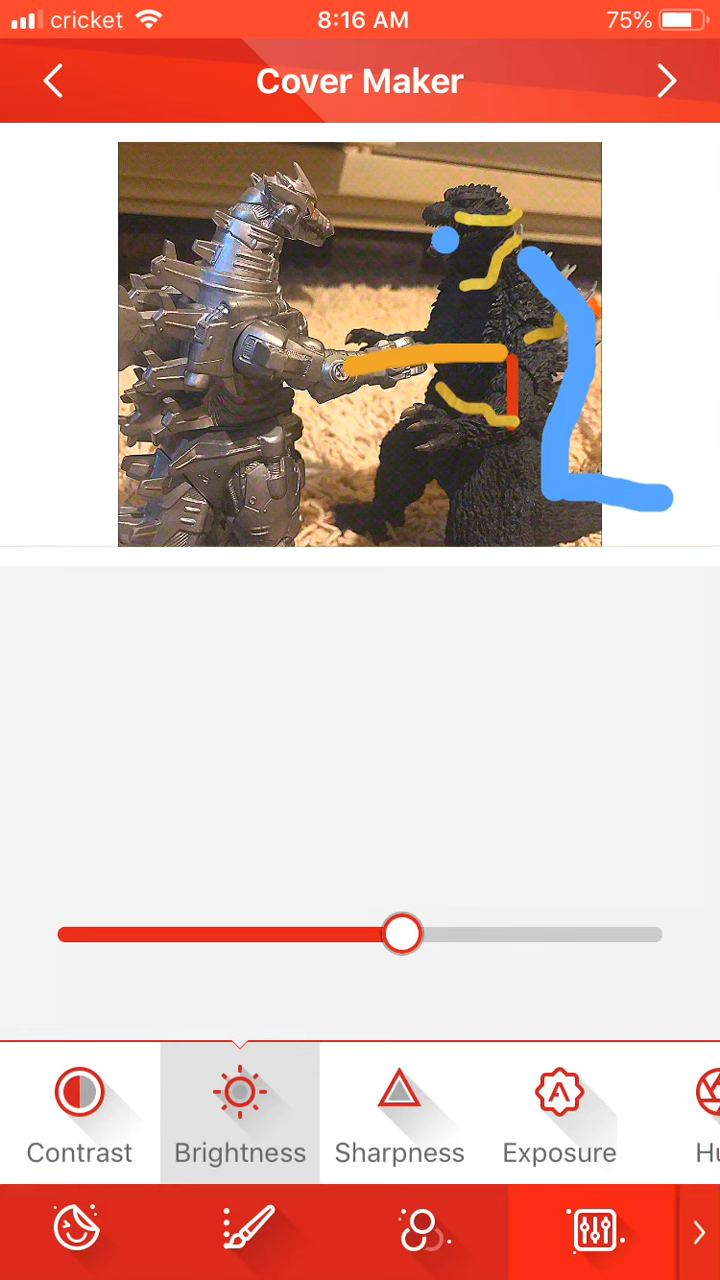 cricket 8:16 AM 75%
Cover Maker
Contrast Brightness Sharpness Exposure Hu